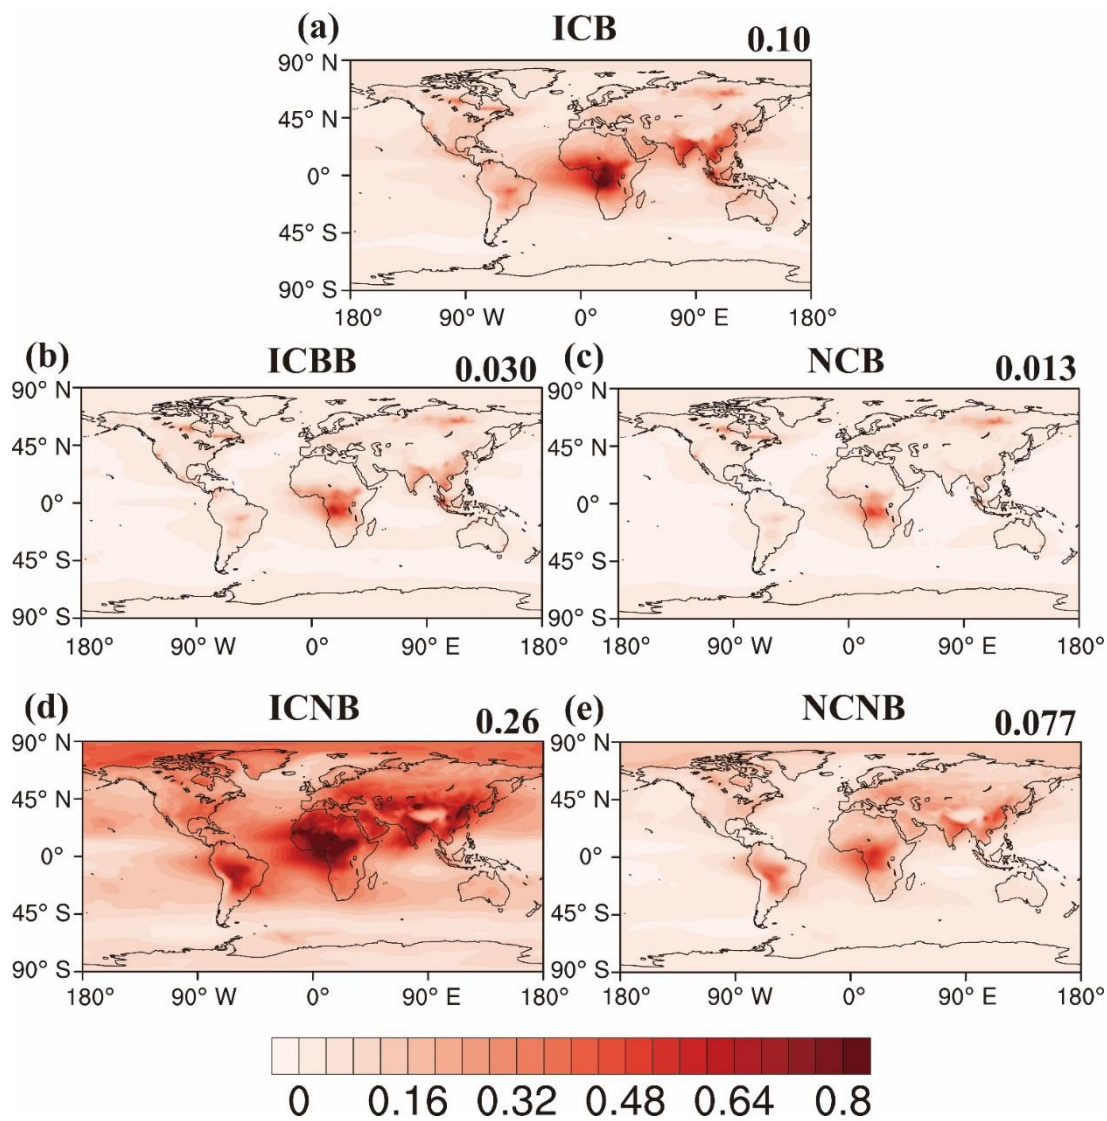 (a) ICB 0.10
90° N
45° N
0°
45° S
90° S
180° 90° W 0° 90° E 180°
(b) ICBB 0.030 (c) NCB 0.013
90° N 90° N
45° N 45° N
0° 0°
45° S 45° S
90° S 90° S
180° 90° W 0° 90° E 180° 180° 90° W 0° 90° E 180°
(d) ICNB 0.26 (e) NCNB 0.077
90° N 90° N
45° N 45° N
0° 0°
45° S 45° S
90° S 90° S
180° 90° W 0° 90° E 180° 180° 90° W 0° 90° E 180°
0 0.16 0.32 0.48 0.64 0.8